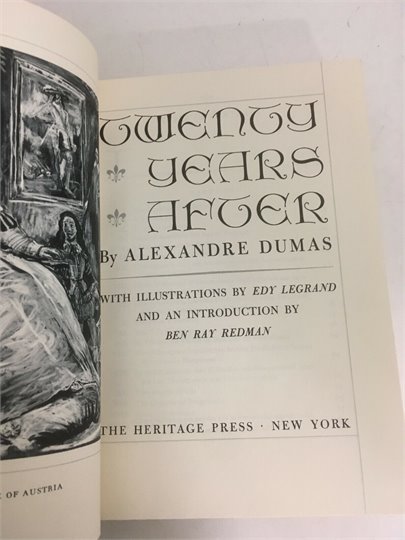 TWENTY
YEARS
AFTER
By ALEXANDRE DUMAS
WITH ILLUSTRATIONS BY EDY LEGRAND
AND AN INTRODUCTION BY
BEN RAY REDMAN
THE HERITAGE PRESS · NEW YORK
OF AUSTRIA